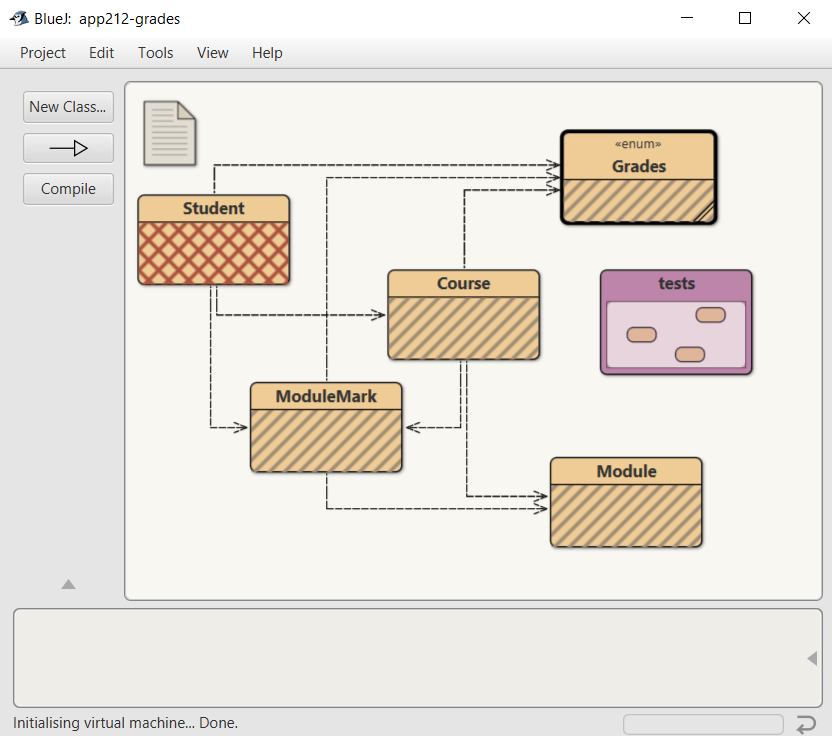 BlueJ: app212-grades
Project Edit Tools View Help
New Class...
Compile
«enum»
Grades
Student
Course
tests
ModuleMark
Module
Initialising virtual machine... Done.